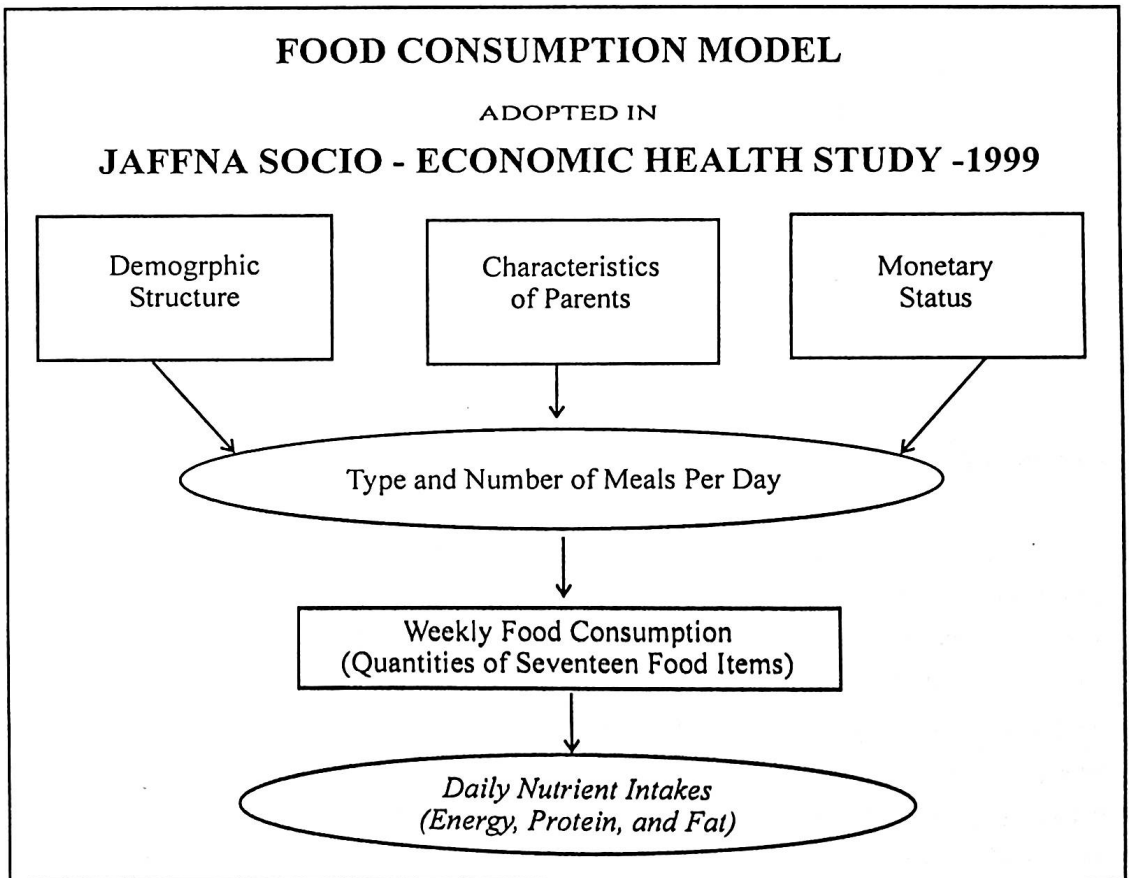 FOOD CONSUMPTION MODEL
ADOPTED IN
JAFFNA SOCIO - ECONOMIC HEALTH STUDY -1999
Demogrphic
Structure
Characteristics
of Parents
Monetary
Status
Type and Number of Meals Per Day
Weekly Food Consumption
(Quantities of Seventeen Food Items)
Daily Nutrient Intakes
(Energy, Protein, and Fat)